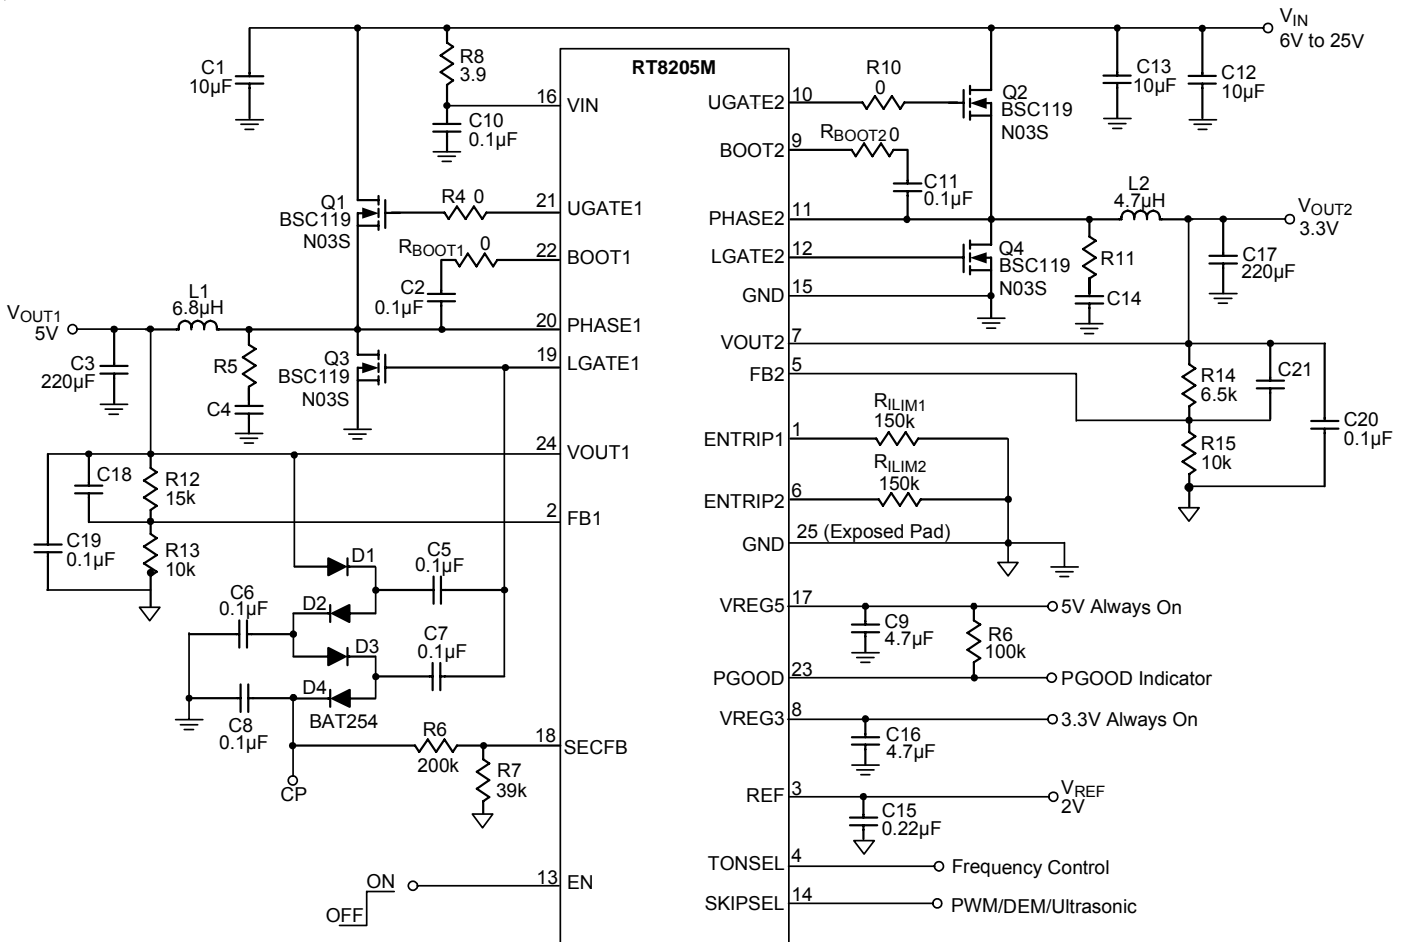 VIN
6V to 25V
RT8205M
C1
10µF
R8
3.9
16
VIN
C10
0.1µF
Q1
BSC119
N03S
R4 0
21
UGATE1
RBOOT1 0
22
BOOT1
C2
0.1µF
VOUT1
5V
L1
6.8µH
20
PHASE1
C3
220µF
R5
C4
Q3
BSC119
N03S
19
LGATE1
24
VOUT1
C18
R12
15k
2
FB1
C19
0.1µF
R13
10k
D1
C5
0.1µF
C6
0.1µF
D2
D3
C7
0.1µF
D4
BAT254
C8
0.1µF
R6
200k
18
SECFB
R7
39k
CP
ON
OFF
13
EN
UGATE2
10
R10
0
Q2
BSC119
N03S
C13
10µF
C12
10µF
BOOT2
9
RBOOT2 0
C11
0.1µF
PHASE2
11
L2
4.7µH
VOUT2
3.3V
LGATE2
12
Q4
BSC119
N03S
R11
C14
C17
220µF
GND
15
VOUT2
7
FB2
5
R14
6.5k
C21
R15
10k
C20
0.1µF
ENTRIP1
1
RILIM1
150k
ENTRIP2
6
RILIM2
150k
GND
25 (Exposed Pad)
VREG5
17
5V Always On
C9
4.7µF
R6
100k
PGOOD
23
PGOOD Indicator
VREG3
8
3.3V Always On
C16
4.7µF
REF
3
VREF
2V
C15
0.22µF
TONSEL
4
Frequency Control
SKIPSEL
14
PWM/DEM/Ultrasonic